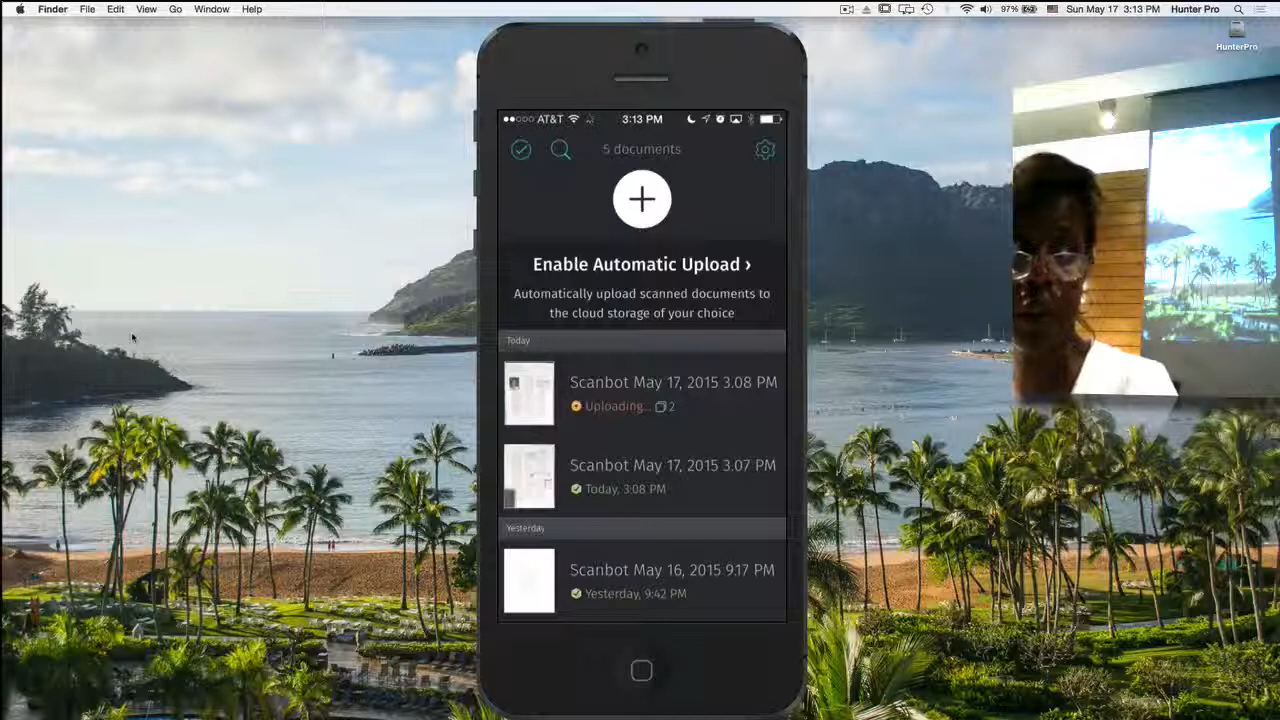 Finder File Edit View Go Window Help 97% Sun May 17 3:13 PM Hunter Pro
HunterPro
AT&T 3:13 PM
5 documents
Enable Automatic Upload ›
Automatically upload scanned documents to
the cloud storage of your choice
Today
Scanbot May 17, 2015 3.08 PM
Uploading... 2
Scanbot May 17, 2015 3.07 PM
Today, 3:08 PM
Yesterday
Scanbot May 16, 2015 9.17 PM
Yesterday, 9:42 PM